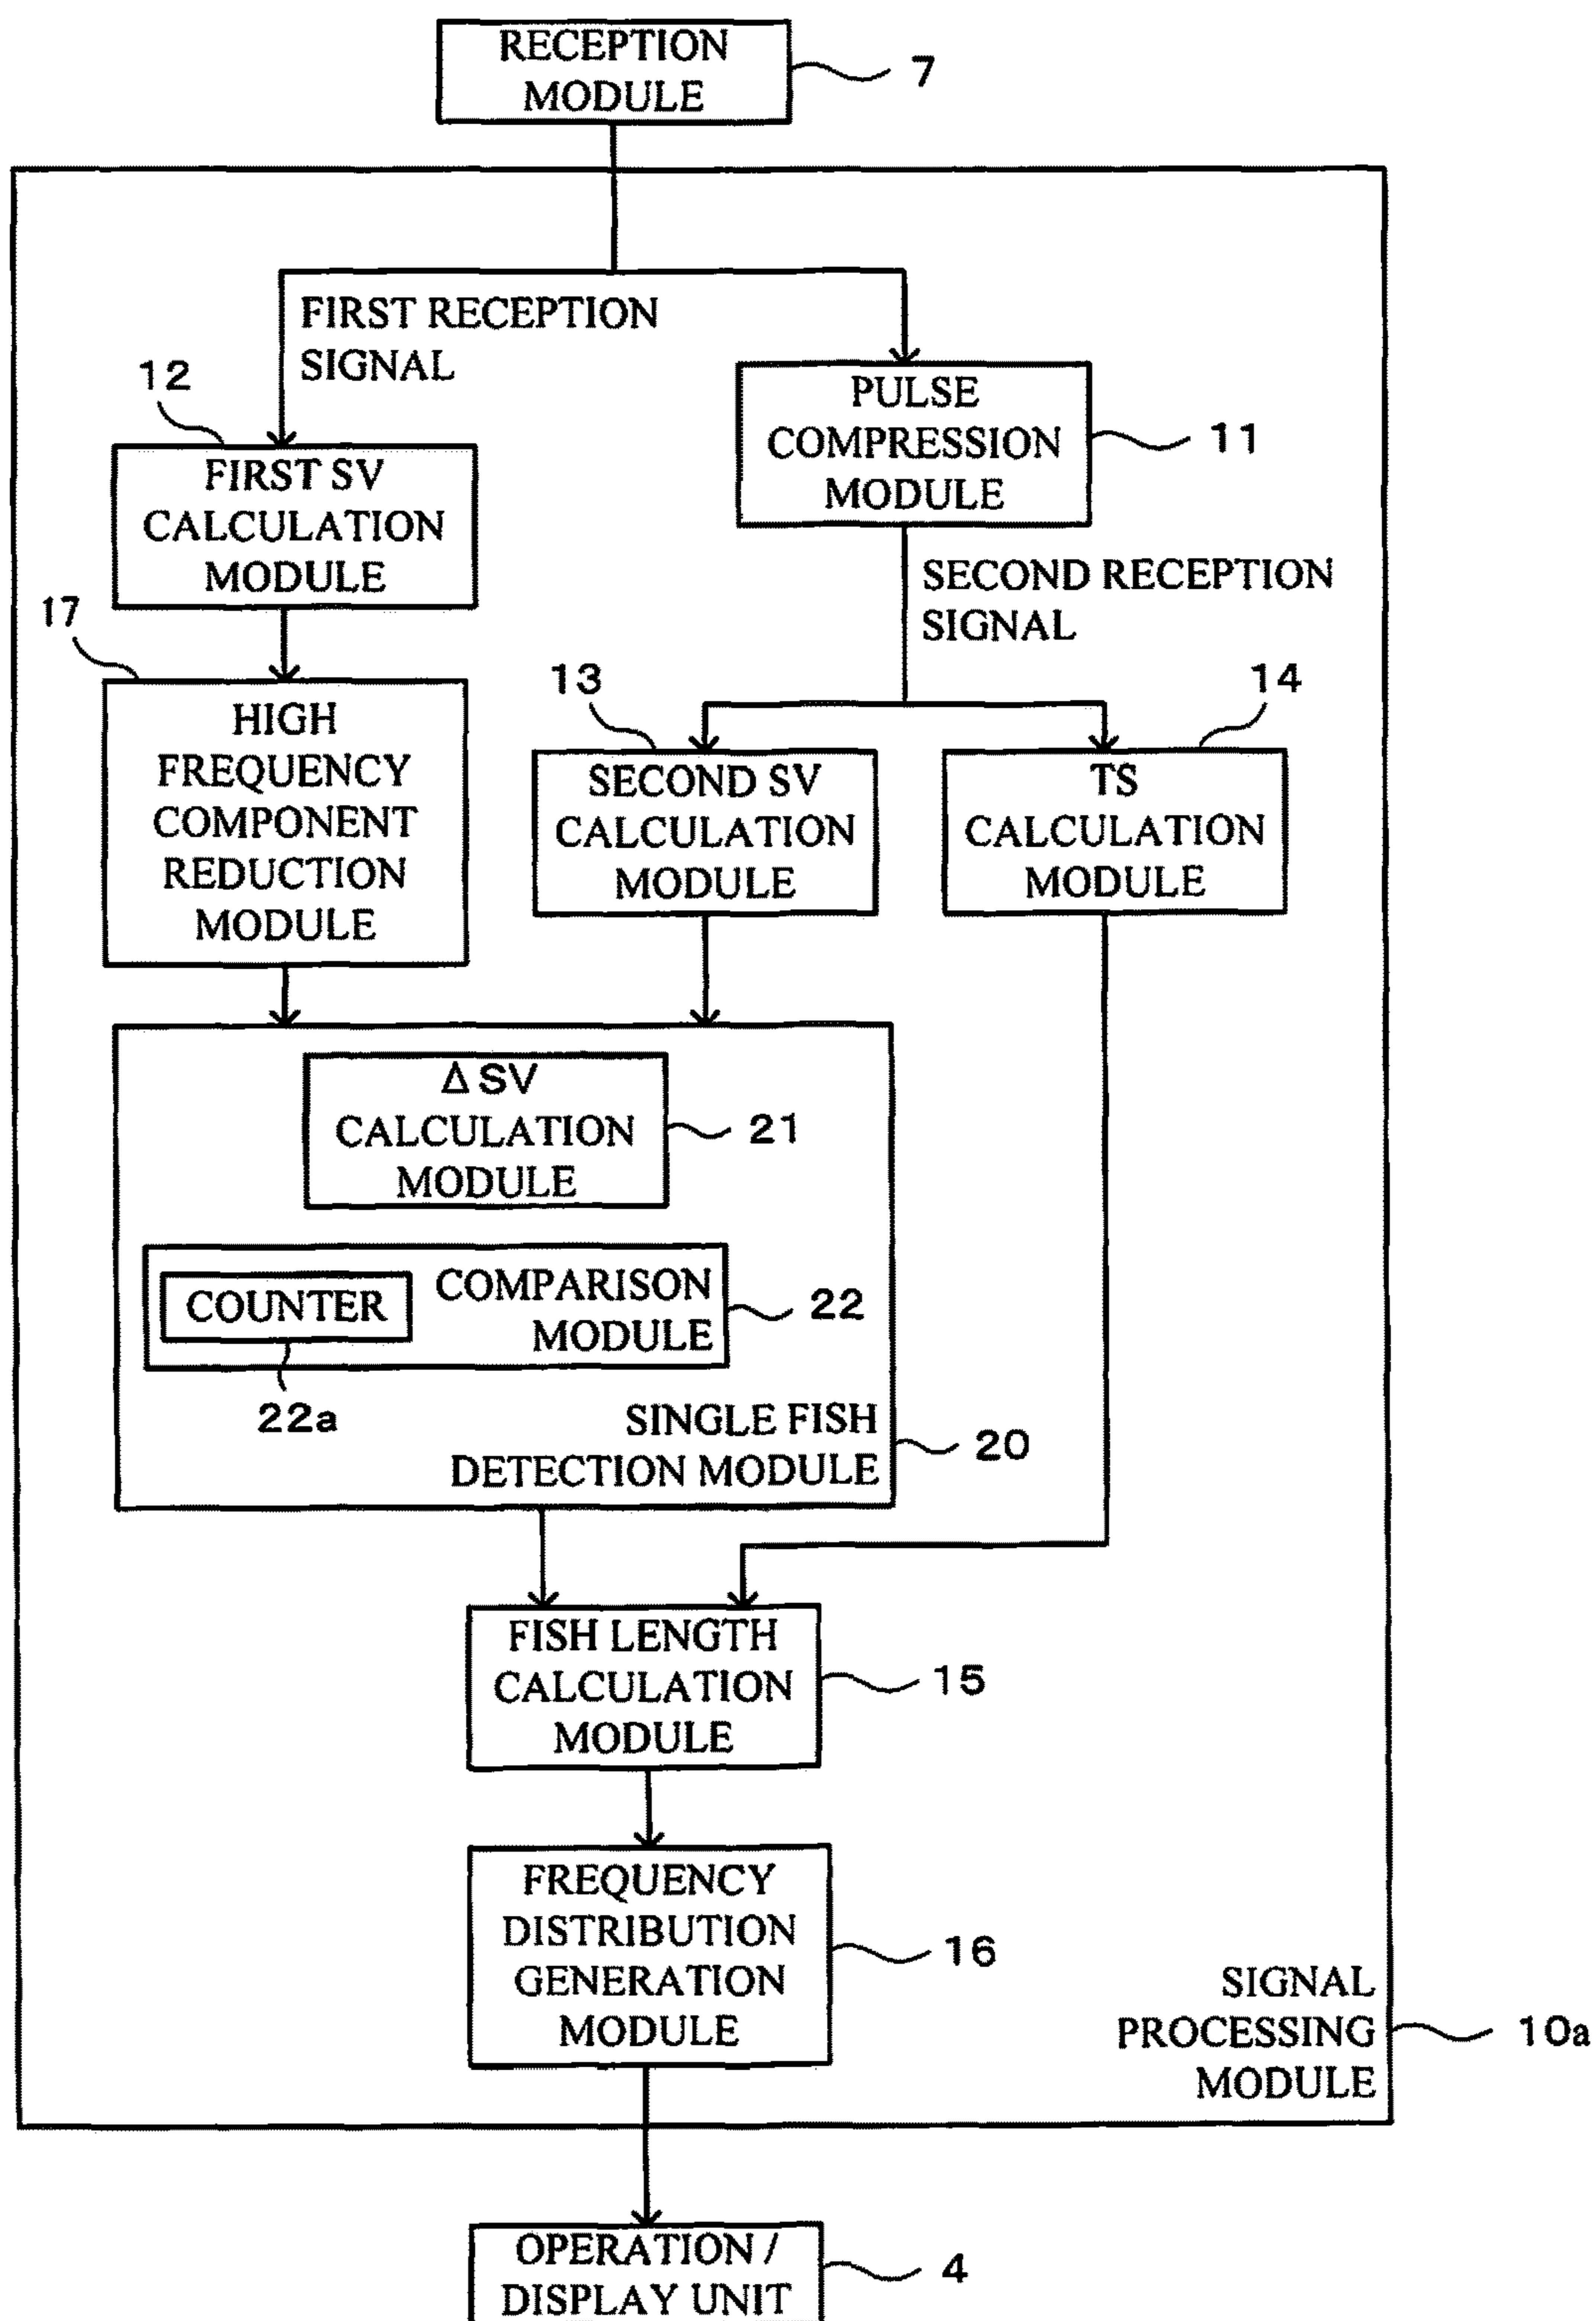 RECEPTION
MODULE
7
FIRST RECEPTION
SIGNAL
12
FIRST SV
CALCULATION
MODULE
PULSE
COMPRESSION
MODULE
11
SECOND RECEPTION
SIGNAL
17
HIGH
FREQUENCY
COMPONENT
REDUCTION
MODULE
13
SECOND SV
CALCULATION
MODULE
14
TS
CALCULATION
MODULE
Δ SV
CALCULATION
MODULE
21
COUNTER
COMPARISON
MODULE
22
22a
SINGLE FISH
DETECTION MODULE
20
FISH LENGTH
CALCULATION
MODULE
15
FREQUENCY
DISTRIBUTION
GENERATION
MODULE
16
SIGNAL
PROCESSING
MODULE
10a
OPERATION /
DISPLAY UNIT
4